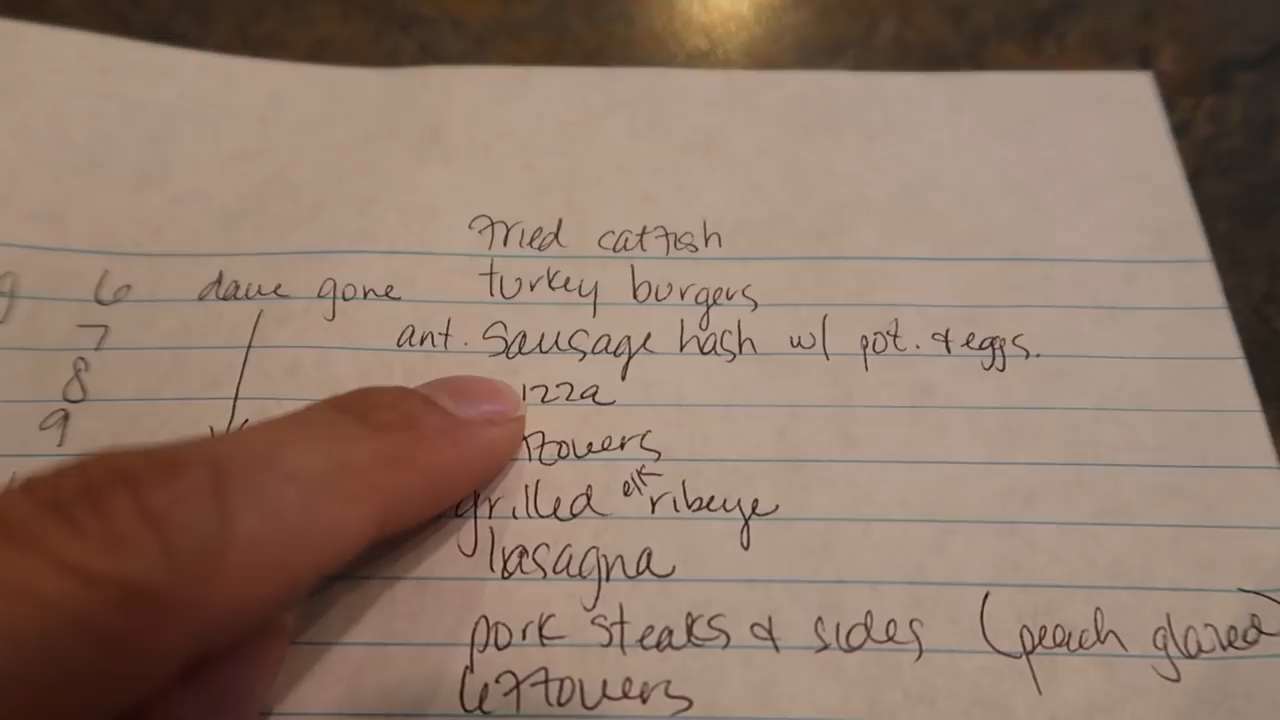 fried catfish
6 dave gone turkey burgers
7 ant. sausage hash w/ pot. & eggs.
8 izza
9 ftovers
grilled elk ribeye
lasagna
pork steaks & sides (peach glazed)
leftovers